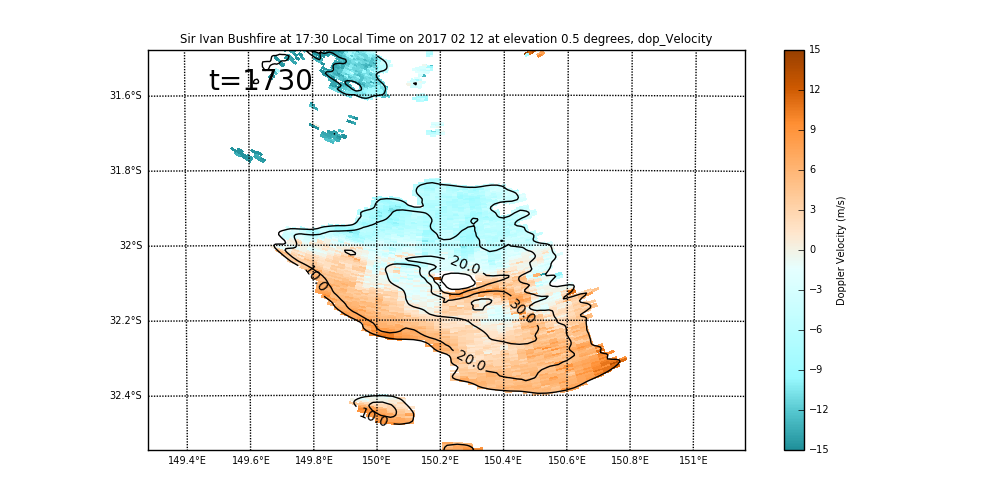 Sir Ivan Bushfire at 17:30 Local Time on 2017 02 12 at elevation 0.5 degrees, dop_Velocity
t=1730
31.6°S
31.8°S
32°S
32.2°S
32.4°S
20.0
10.0
30.0
20.0
10.0
149.4°E 149.6°E 149.8°E 150°E 150.2°E 150.4°E 150.6°E 150.8°E 151°E
15
12
9
6
3
0
−3
−6
−9
−12
−15
Doppler Velocity (m/s)